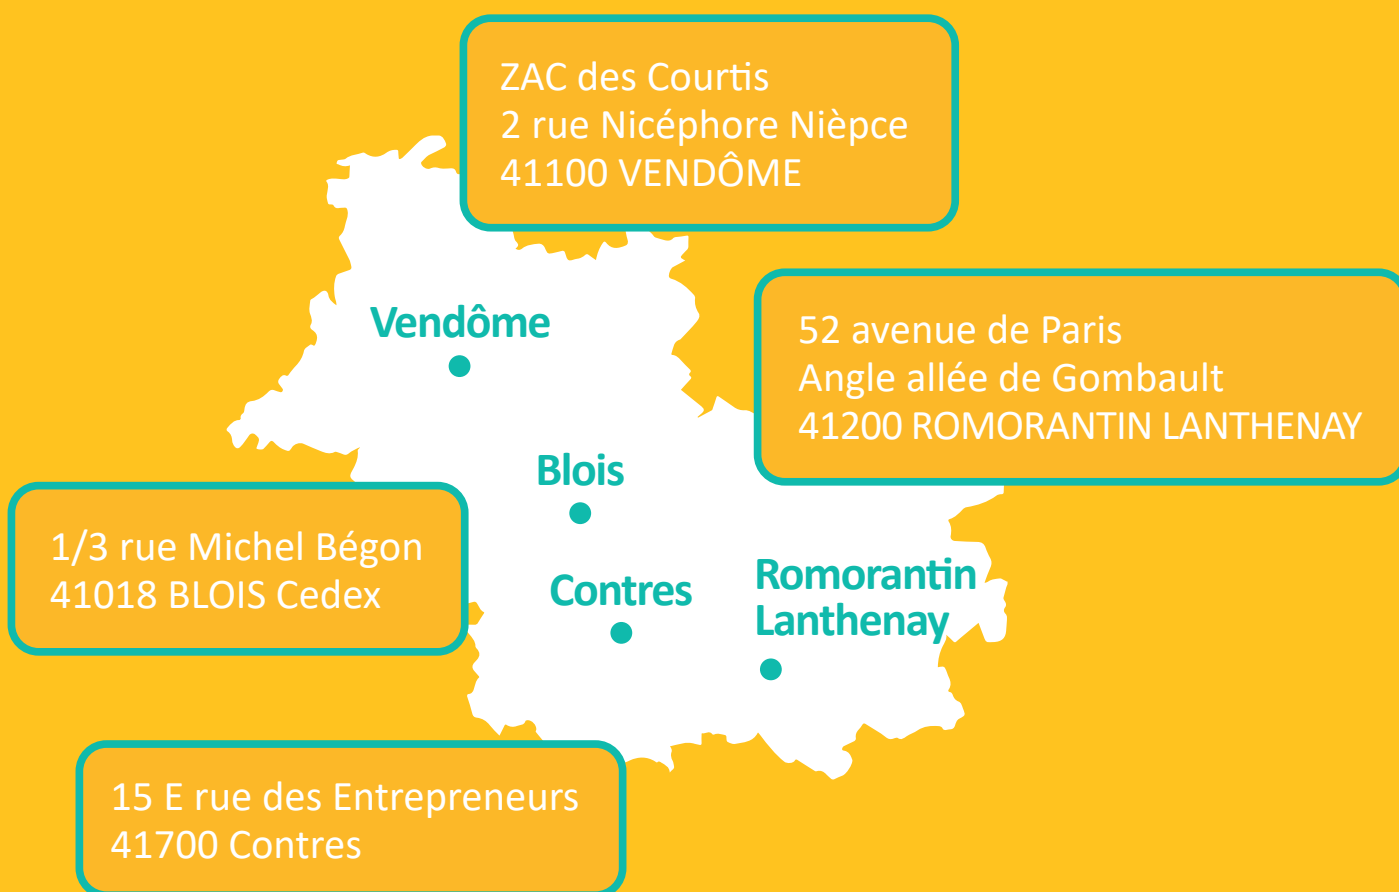 ZAC des Courtis
2 rue Nicéphore Nièpce
41100 VENDÔME
Vendôme
52 avenue de Paris
Angle allée de Gombault
41200 ROMORANTIN LANTHENAY
Blois
1/3 rue Michel Bégon
41018 BLOIS Cedex
Contres
Romorantin
Lanthenay
15 E rue des Entrepreneurs
41700 Contres